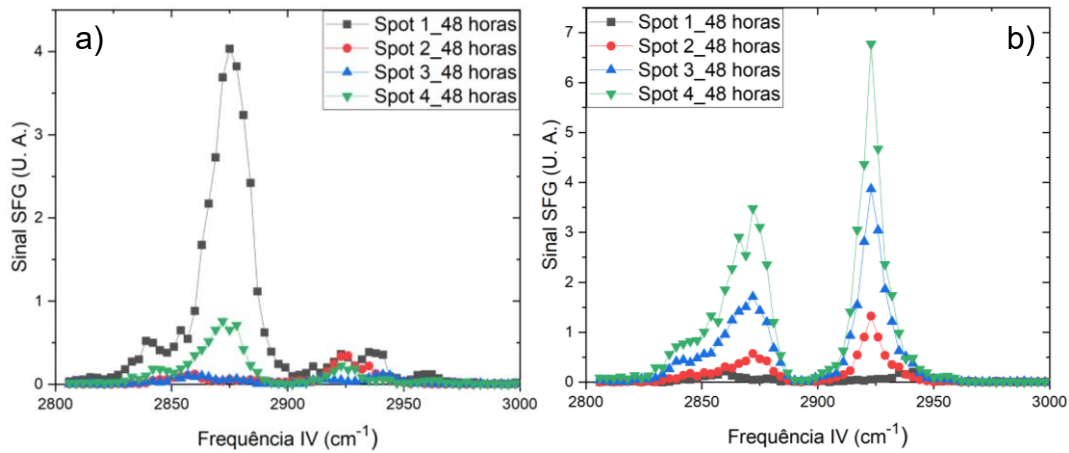 a)
Spot 1_48 horas
Spot 2_48 horas
Spot 3_48 horas
Spot 4_48 horas
Sinal SFG (U. A.)
4
3
2
1
0
2800 2850 2900 2950 3000
Frequência IV (cm⁻¹)
b)
Spot 1_48 horas
Spot 2_48 horas
Spot 3_48 horas
Spot 4_48 horas
Sinal SFG (U. A.)
7
6
5
4
3
2
1
0
2800 2850 2900 2950 3000
Frequência IV (cm⁻¹)